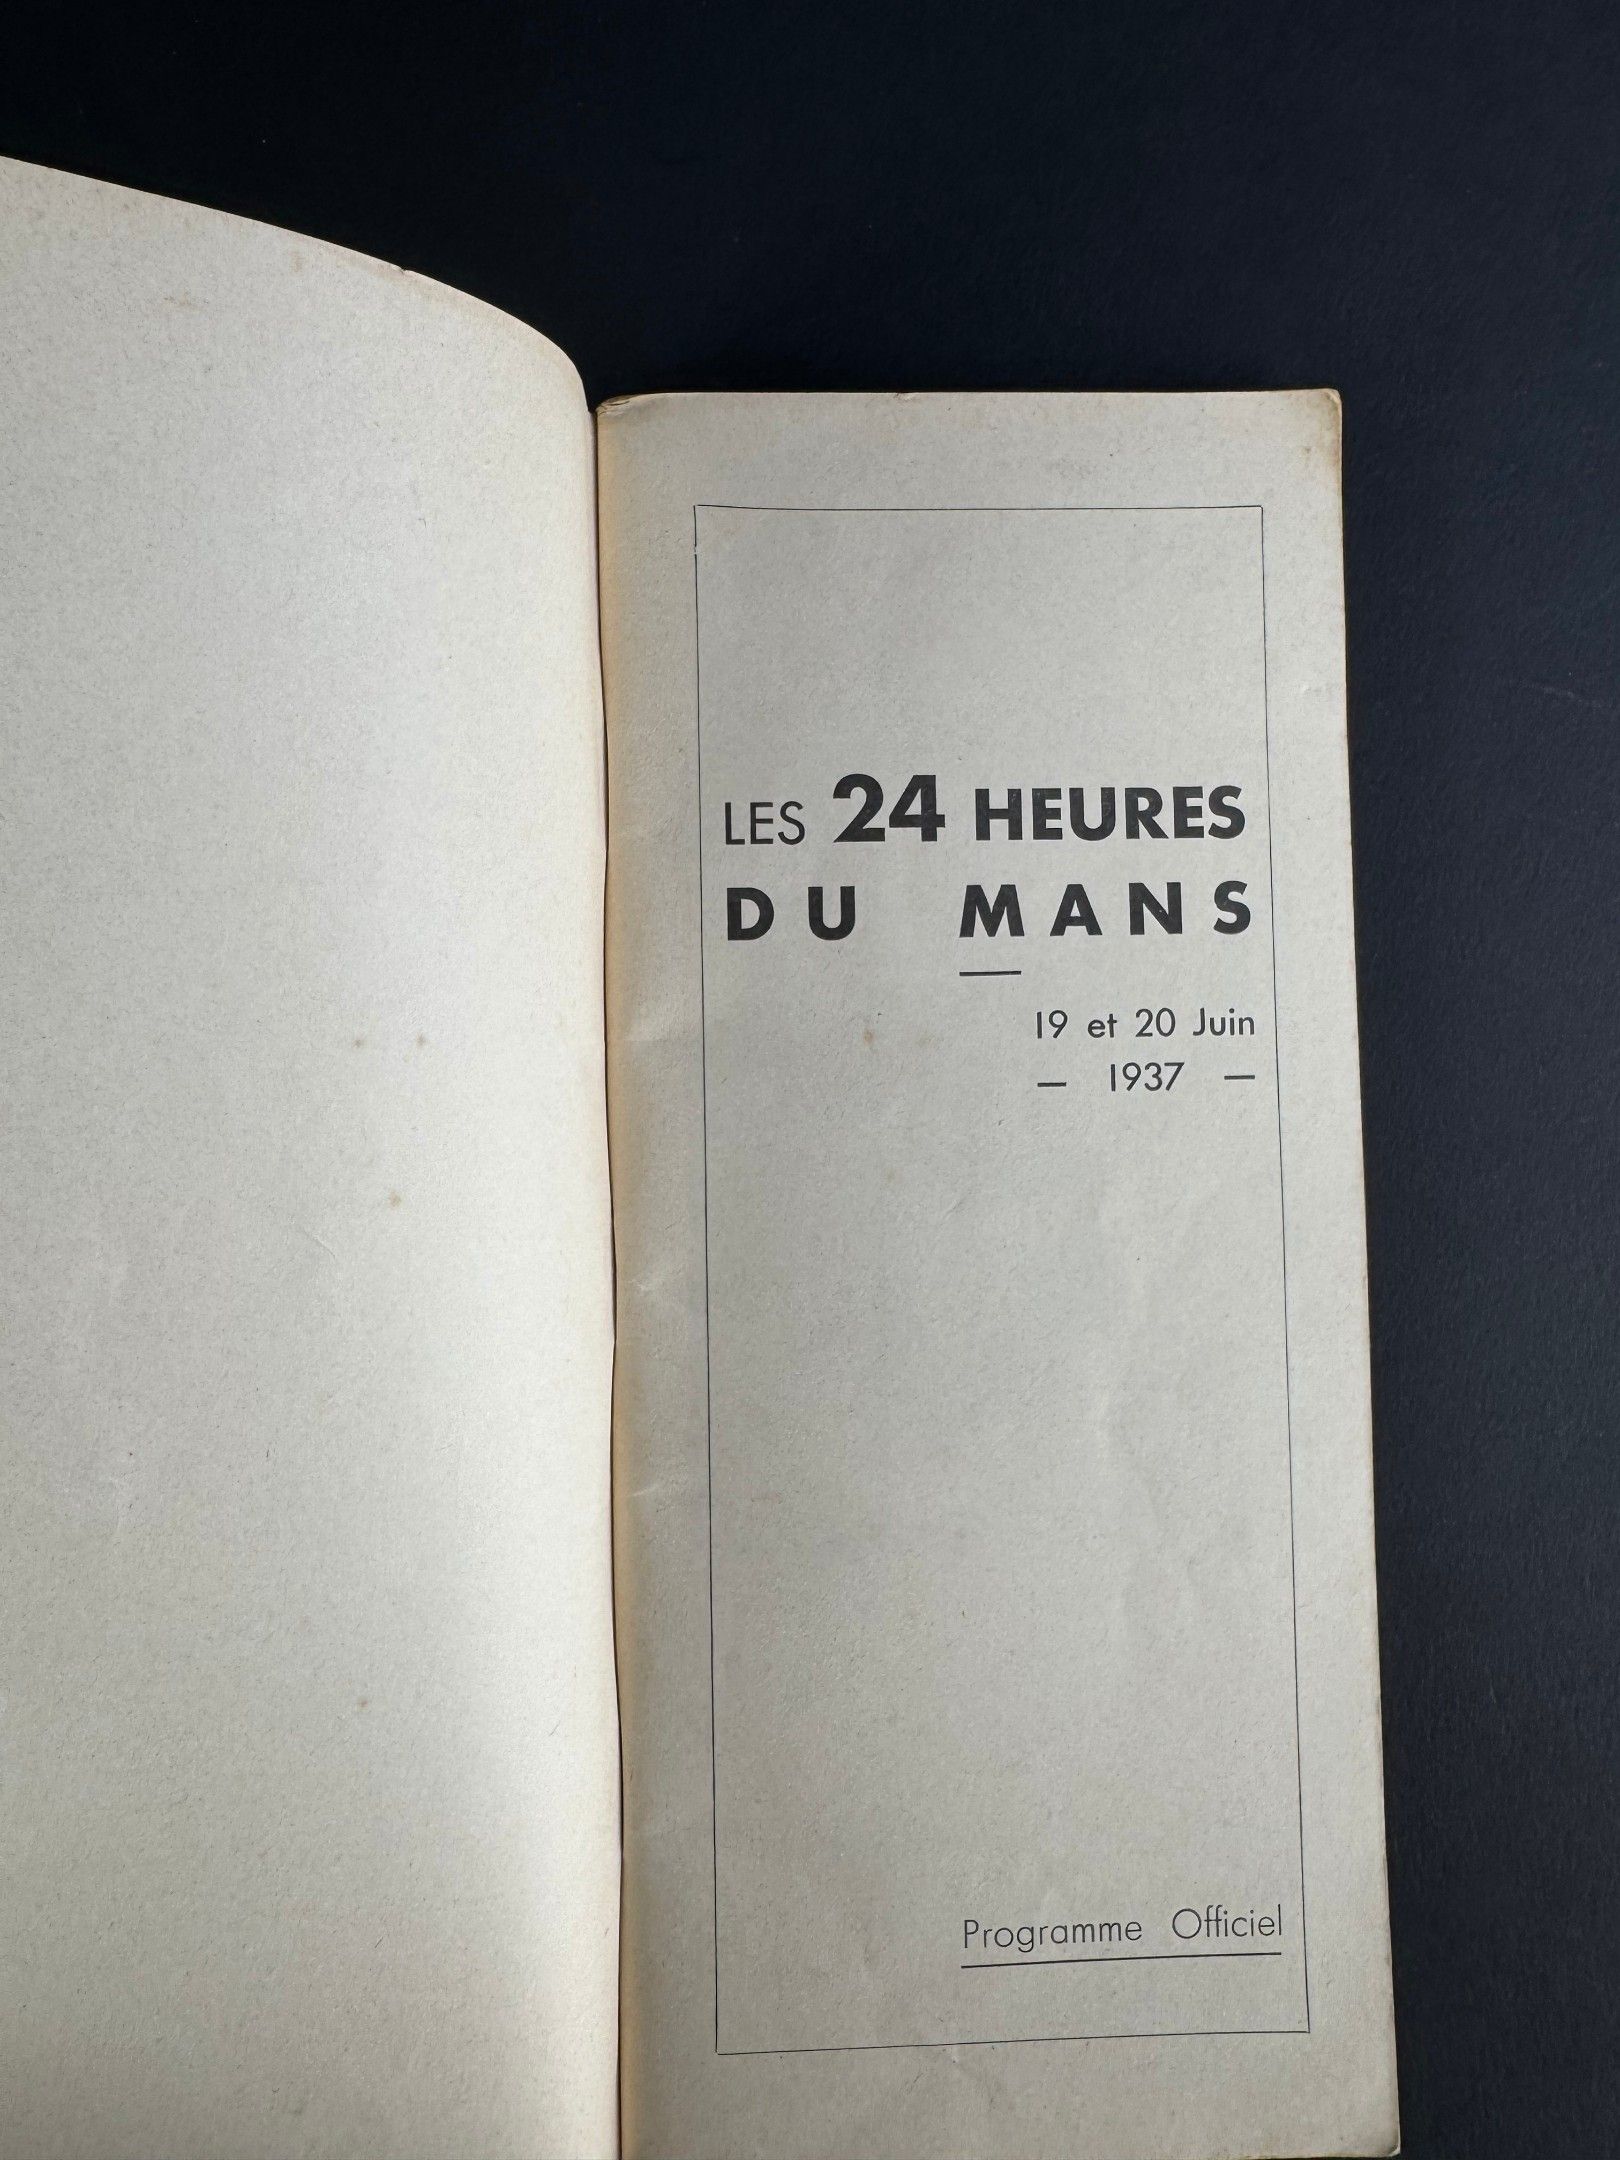 LES 24 HEURES
DU MANS
19 et 20 Juin
— 1937 —
Programme Officiel